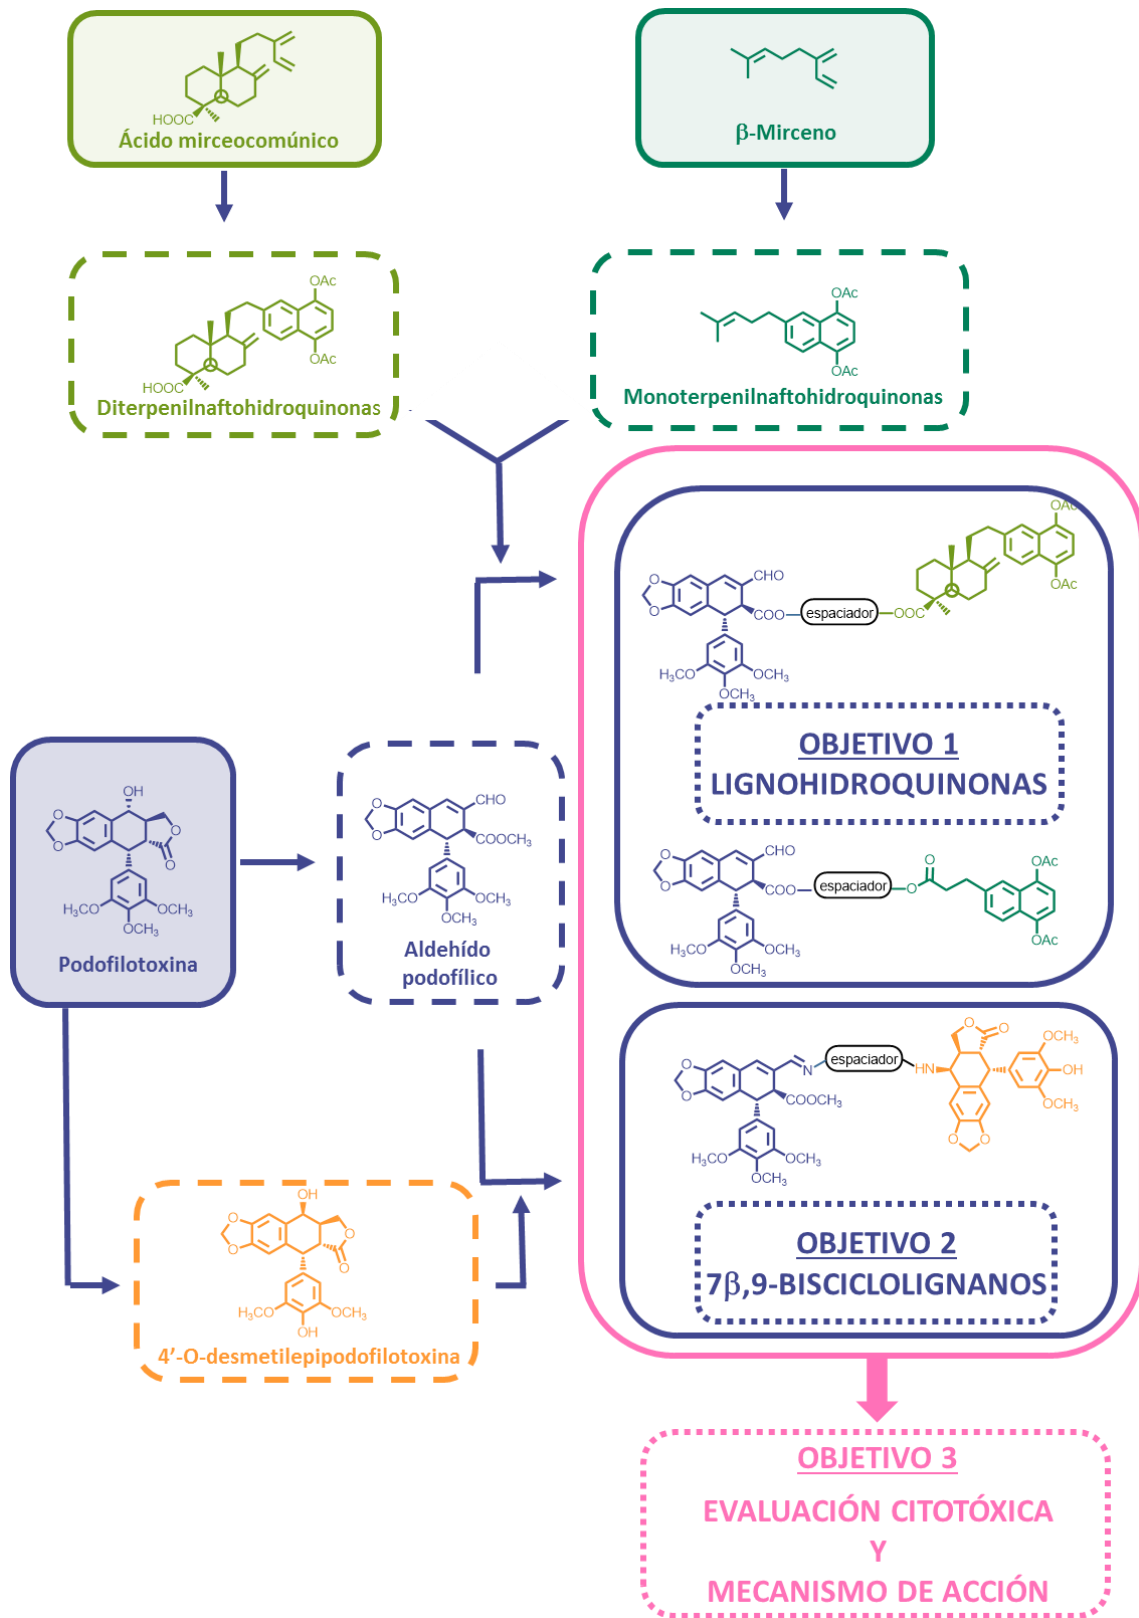 HOOC
Ácido mirceocomúnico
β-Mirceno
OAc
OAc
HOOC
Diterpenilnaftohidroquinonas
OAc
OAc
Monoterpenilnaftohidroquinonas
OAc
OAc
CHO
O
O
COO
espaciador
OOC
H₃CO
OCH₃
OCH₃
OBJETIVO 1
LIGNOHIDROQUINONAS
CHO
O
O
COO
espaciador
O
O
OAc
OAc
H₃CO
OCH₃
OCH₃
OH
O
O
O
O
H₃CO
OCH₃
OCH₃
Podofilotoxina
CHO
O
O
COOCH₃
H₃CO
OCH₃
OCH₃
Aldehído
podofílico
O
O
N
espaciador
HN
COOCH₃
H₃CO
OCH₃
OCH₃
O
O
OCH₃
OH
OCH₃
O
O
OBJETIVO 2
7β,9-BISCICLOLIGNANOS
OH
O
O
O
O
H₃CO
OCH₃
OH
4’-O-desmetilepipodofilotoxina
OBJETIVO 3
EVALUACIÓN CITOTÓXICA
Y
MECANISMO DE ACCIÓN